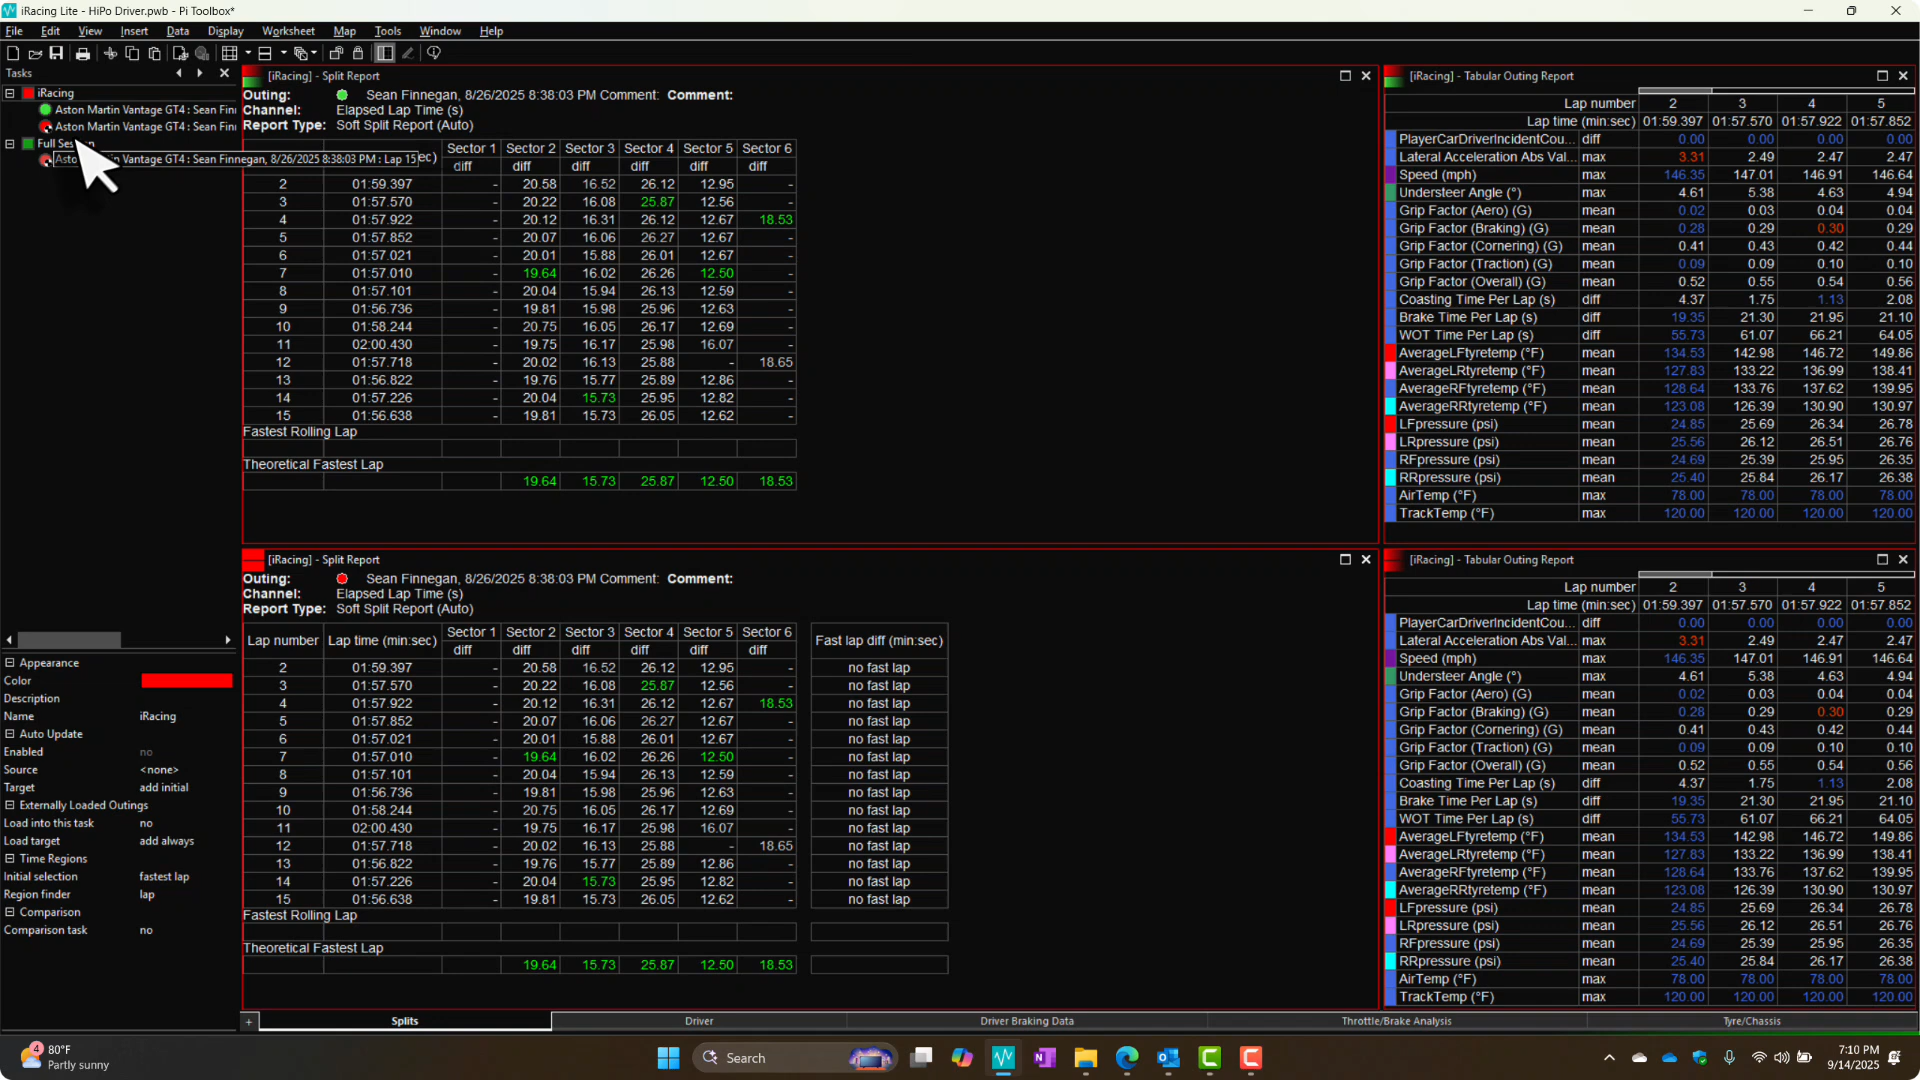 iRacing Lite - HiPo Driver.pwb - Pi Toolbox*
File Edit View Insert Data Display Worksheet Map Tools Window Help
Tasks
iRacing
Aston Martin Vantage GT4 : Sean Fin
Aston Martin Vantage GT4 : Sean Fin
Aston Martin Vantage GT4 : Sean Finnegan, 8/26/2025 8:38:03 PM : Lap 15
Appearance
Color
Description
Name iRacing
Auto Update
Enabled no
Source <none>
Target add initial
Externally Loaded Outings
Load into this task no
Load target add always
Time Regions
Initial selection fastest lap
Region finder lap
Comparison
Comparison task no
[iRacing] - Split Report
Outing: Sean Finnegan, 8/26/2025 8:38:03 PM Comment: Comment:
Channel: Elapsed Lap Time (s)
Report Type: Soft Split Report (Auto)
Sector 1 Sector 2 Sector 3 Sector 4 Sector 5 Sector 6
ec) diff diff diff diff diff diff
2 01:59.397 - 20.58 16.52 26.12 12.95 -
3 01:57.570 - 20.22 16.08 25.87 12.56 -
4 01:57.922 - 20.12 16.31 26.12 12.67 18.53
5 01:57.852 - 20.07 16.06 26.27 12.67 -
6 01:57.021 - 20.01 15.88 26.01 12.67 -
7 01:57.010 - 19.64 16.02 26.26 12.50 -
8 01:57.101 - 20.04 15.94 26.13 12.59 -
9 01:56.736 - 19.81 15.98 25.96 12.63 -
10 01:58.244 - 20.75 16.05 26.17 12.69 -
11 02:00.430 - 19.75 16.17 25.98 16.07 -
12 01:57.718 - 20.02 16.13 25.88 - 18.65
13 01:56.822 - 19.76 15.77 25.89 12.86 -
14 01:57.226 - 20.04 15.73 25.95 12.82 -
15 01:56.638 - 19.81 15.73 26.05 12.62 -
Fastest Rolling Lap
Theoretical Fastest Lap
19.64 15.73 25.87 12.50 18.53
[iRacing] - Tabular Outing Report
Lap number 2 3 4 5
Lap time (min:sec) 01:59.397 01:57.570 01:57.922 01:57.852
PlayerCarDriverIncidentCou... diff 0.00 0.00 0.00 0.00
Lateral Acceleration Abs Val... max 3.31 2.49 2.47 2.47
Speed (mph) max 146.35 147.01 146.91 146.64
Understeer Angle (°) max 4.61 5.38 4.63 4.94
Grip Factor (Aero) (G) mean 0.02 0.03 0.04 0.04
Grip Factor (Braking) (G) mean 0.28 0.29 0.30 0.29
Grip Factor (Cornering) (G) mean 0.41 0.43 0.42 0.44
Grip Factor (Traction) (G) mean 0.09 0.09 0.10 0.10
Grip Factor (Overall) (G) mean 0.52 0.55 0.54 0.56
Coasting Time Per Lap (s) diff 4.37 1.75 1.13 2.08
Brake Time Per Lap (s) diff 19.35 21.30 21.95 21.10
WOT Time Per Lap (s) diff 55.73 61.07 66.21 64.05
AverageLFtyretemp (°F) mean 134.53 142.98 146.72 149.86
AverageLRtyretemp (°F) mean 127.83 133.22 136.99 138.41
AverageRFtyretemp (°F) mean 128.64 133.76 137.62 139.95
AverageRRtyretemp (°F) mean 123.08 126.39 130.90 130.97
LFpressure (psi) mean 24.85 25.69 26.34 26.78
LRpressure (psi) mean 25.56 26.12 26.51 26.76
RFpressure (psi) mean 24.69 25.39 25.95 26.35
RRpressure (psi) mean 25.40 25.84 26.17 26.38
AirTemp (°F) max 78.00 78.00 78.00 78.00
TrackTemp (°F) max 120.00 120.00 120.00 120.00
[iRacing] - Split Report
Outing: Sean Finnegan, 8/26/2025 8:38:03 PM Comment: Comment:
Channel: Elapsed Lap Time (s)
Report Type: Soft Split Report (Auto)
Lap number Lap time (min:sec) Sector 1 Sector 2 Sector 3 Sector 4 Sector 5 Sector 6 Fast lap diff (min:sec)
diff diff diff diff diff diff
2 01:59.397 - 20.58 16.52 26.12 12.95 - no fast lap
3 01:57.570 - 20.22 16.08 25.87 12.56 - no fast lap
4 01:57.922 - 20.12 16.31 26.12 12.67 18.53 no fast lap
5 01:57.852 - 20.07 16.06 26.27 12.67 - no fast lap
6 01:57.021 - 20.01 15.88 26.01 12.67 - no fast lap
7 01:57.010 - 19.64 16.02 26.26 12.50 - no fast lap
8 01:57.101 - 20.04 15.94 26.13 12.59 - no fast lap
9 01:56.736 - 19.81 15.98 25.96 12.63 - no fast lap
10 01:58.244 - 20.75 16.05 26.17 12.69 - no fast lap
11 02:00.430 - 19.75 16.17 25.98 16.07 - no fast lap
12 01:57.718 - 20.02 16.13 25.88 - 18.65 no fast lap
13 01:56.822 - 19.76 15.77 25.89 12.86 - no fast lap
14 01:57.226 - 20.04 15.73 25.95 12.82 - no fast lap
15 01:56.638 - 19.81 15.73 26.05 12.62 - no fast lap
Fastest Rolling Lap
Theoretical Fastest Lap
19.64 15.73 25.87 12.50 18.53
[iRacing] - Tabular Outing Report
Lap number 2 3 4 5
Lap time (min:sec) 01:59.397 01:57.570 01:57.922 01:57.852
PlayerCarDriverIncidentCou... diff 0.00 0.00 0.00 0.00
Lateral Acceleration Abs Val... max 3.31 2.49 2.47 2.47
Speed (mph) max 146.35 147.01 146.91 146.64
Understeer Angle (°) max 4.61 5.38 4.63 4.94
Grip Factor (Aero) (G) mean 0.02 0.03 0.04 0.04
Grip Factor (Braking) (G) mean 0.28 0.29 0.30 0.29
Grip Factor (Cornering) (G) mean 0.41 0.43 0.42 0.44
Grip Factor (Traction) (G) mean 0.09 0.09 0.10 0.10
Grip Factor (Overall) (G) mean 0.52 0.55 0.54 0.56
Coasting Time Per Lap (s) diff 4.37 1.75 1.13 2.08
Brake Time Per Lap (s) diff 19.35 21.30 21.95 21.10
WOT Time Per Lap (s) diff 55.73 61.07 66.21 64.05
AverageLFtyretemp (°F) mean 134.53 142.98 146.72 149.86
AverageLRtyretemp (°F) mean 127.83 133.22 136.99 138.41
AverageRFtyretemp (°F) mean 128.64 133.76 137.62 139.95
AverageRRtyretemp (°F) mean 123.08 126.39 130.90 130.97
LFpressure (psi) mean 24.85 25.69 26.34 26.78
LRpressure (psi) mean 25.56 26.12 26.51 26.76
RFpressure (psi) mean 24.69 25.39 25.95 26.35
RRpressure (psi) mean 25.40 25.84 26.17 26.38
AirTemp (°F) max 78.00 78.00 78.00 78.00
TrackTemp (°F) max 120.00 120.00 120.00 120.00
+ Splits Driver Driver Braking Data Throttle/Brake Analysis Tyre/Chassis
4 80°F
Partly sunny
Search
7:10 PM
9/14/2025